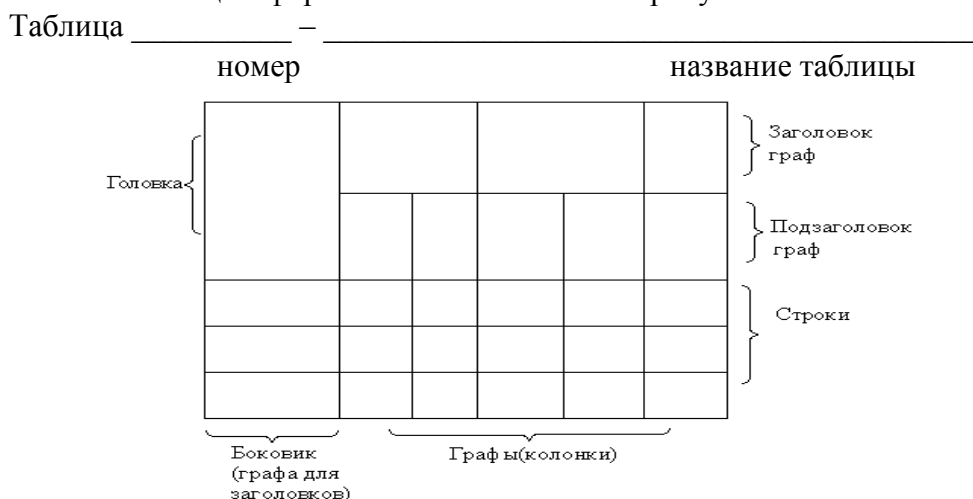 Таблица __________ – ________________________________________
номер название таблицы
Заголовок
граф
Головка
Подзаголовок
граф
Строки
Боковик
(графа для
заголовков)
Графы(колонки)